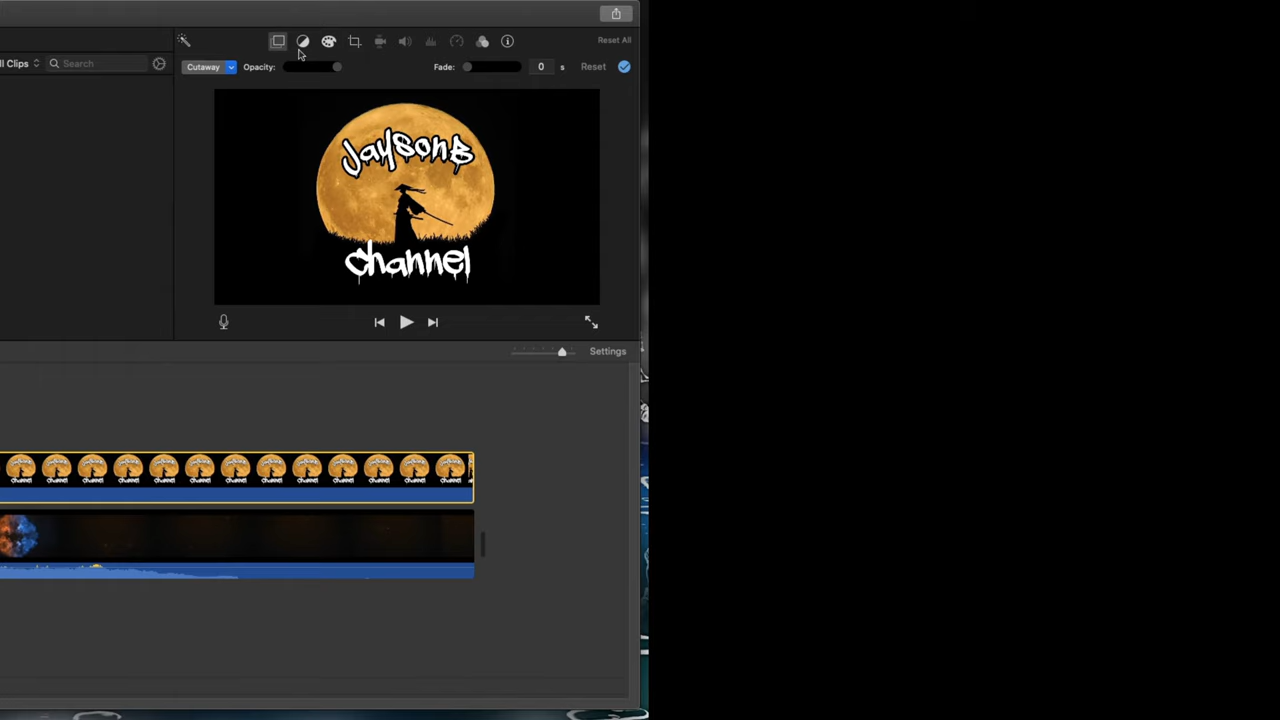 Reset All
ll Clips
Search
Cutaway
Opacity:
Fade:
0
s
Reset
JaysonB
channel
Settings